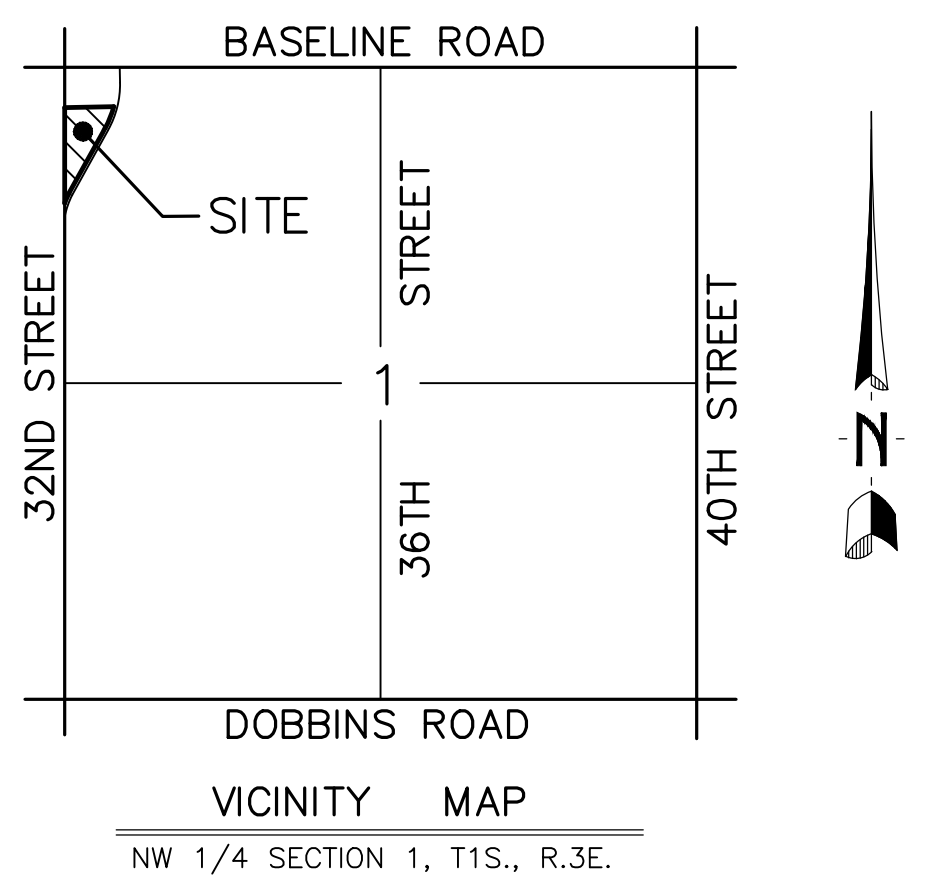 BASELINE ROAD
SITE
32ND STREET
36TH STREET
40TH STREET
1
N
DOBBINS ROAD
VICINITY MAP
NW 1/4 SECTION 1, T1S., R.3E.